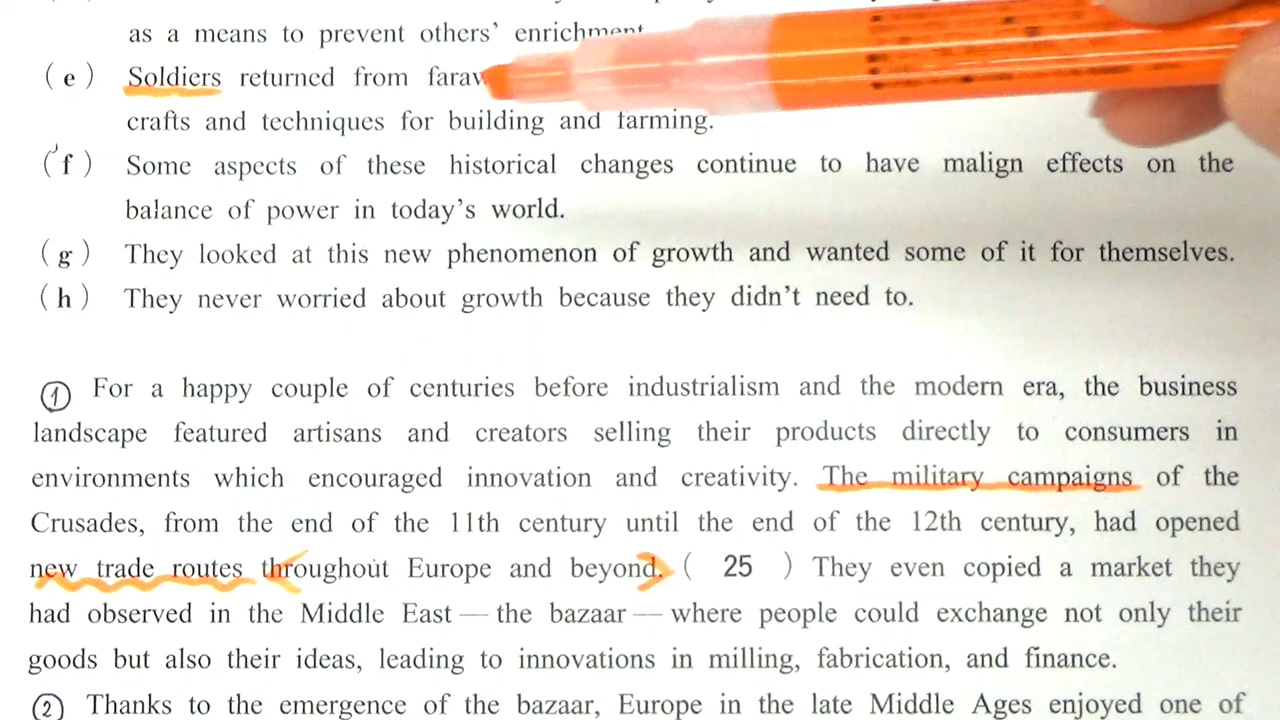 as a means to prevent others' enrichment
( e ) Soldiers returned from
crafts and techniques for building and farming.
( f ) Some aspects of these historical changes continue to have malign effects on the
balance of power in today's world.
( g ) They looked at this new phenomenon of growth and wanted some of it for themselves.
( h ) They never worried about growth because they didn't need to.
① For a happy couple of centuries before industrialism and the modern era, the business
landscape featured artisans and creators selling their products directly to consumers in
environments which encouraged innovation and creativity. The military campaigns of the
Crusades, from the end of the 11th century until the end of the 12th century, had opened
new trade routes throughout Europe and beyond. ( 25 ) They even copied a market they
had observed in the Middle East — the bazaar — where people could exchange not only their
goods but also their ideas, leading to innovations in milling, fabrication, and finance.
② Thanks to the emergence of the bazaar, Europe in the late Middle Ages enjoyed one of